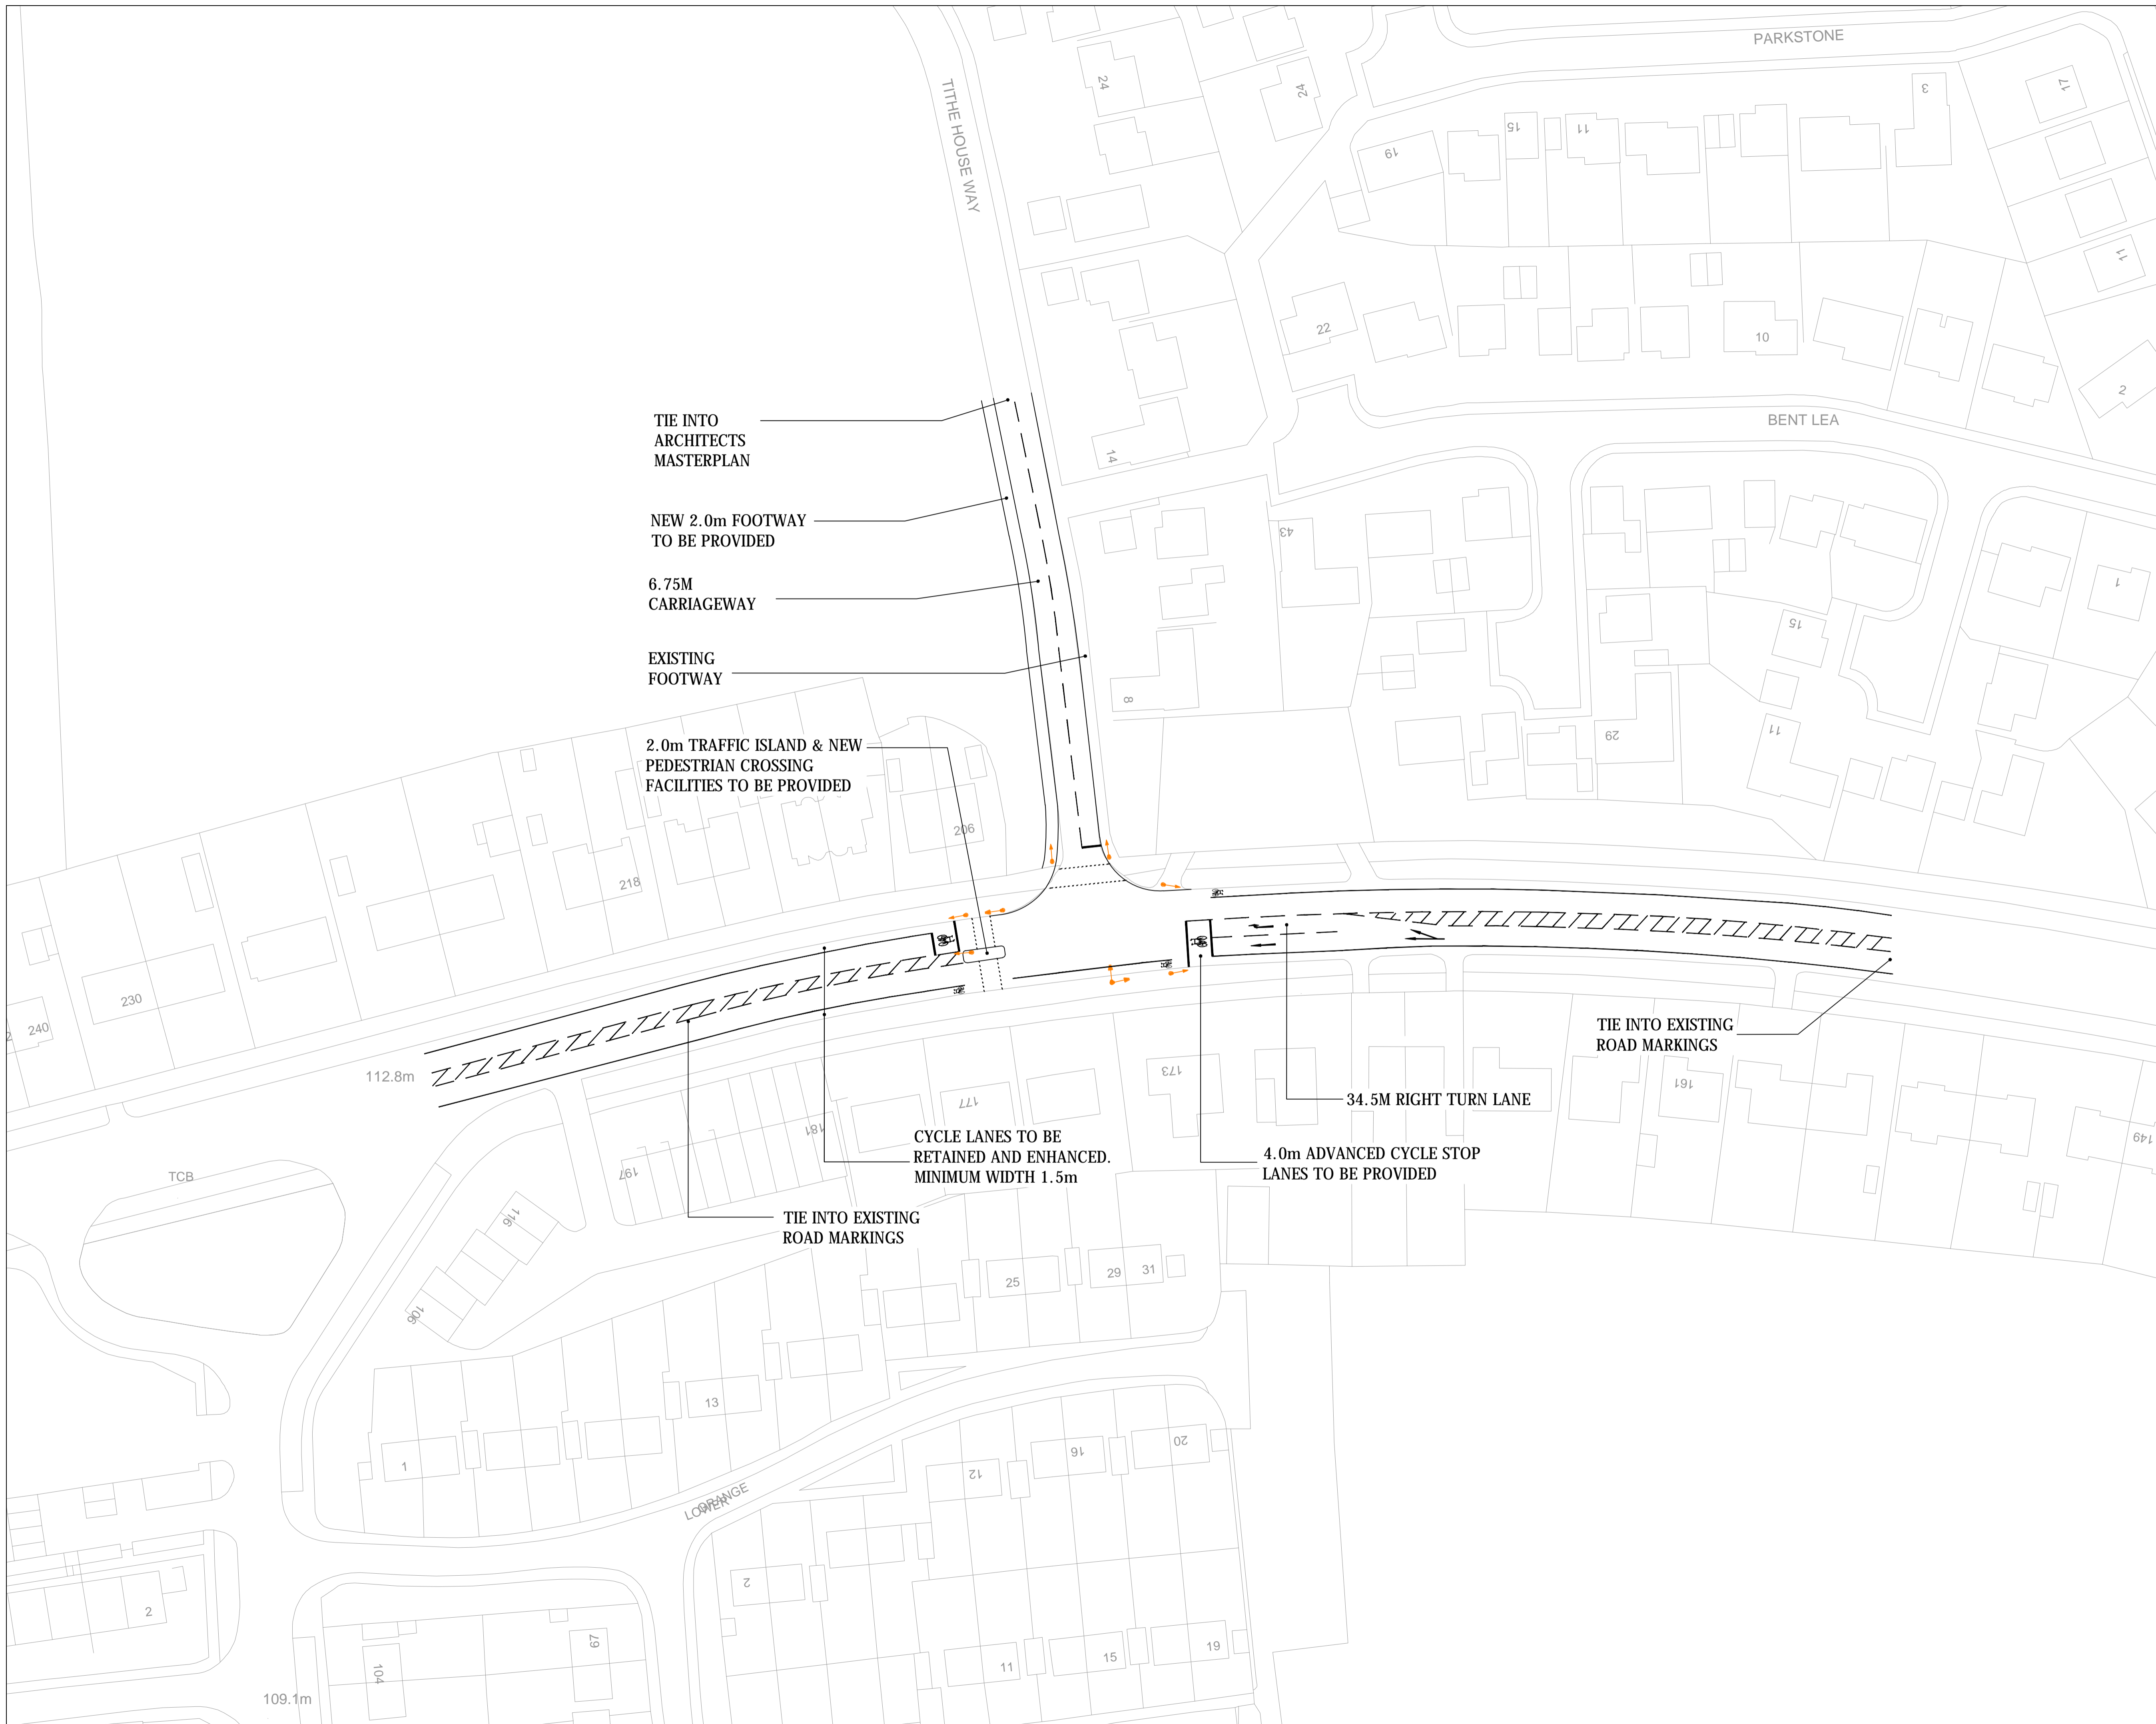 PARKSTONE
TITHE HOUSE WAY
24
24
3
17
15
11
19
11
22
10
2
BENT LEA
TIE INTO
ARCHITECTS
MASTERPLAN
14
NEW 2.0m FOOTWAY
TO BE PROVIDED
43
6.75M
CARRIAGEWAY
1
15
EXISTING
FOOTWAY
8
29
11
2.0m TRAFFIC ISLAND & NEW
PEDESTRIAN CROSSING
FACILITIES TO BE PROVIDED
206
218
230
240
2
TIE INTO EXISTING
ROAD MARKINGS
112.8m
173
161
177
34.5M RIGHT TURN LANE
181
149
CYCLE LANES TO BE
RETAINED AND ENHANCED.
MINIMUM WIDTH 1.5m
4.0m ADVANCED CYCLE STOP
LANES TO BE PROVIDED
197
TCB
116
TIE INTO EXISTING
ROAD MARKINGS
25
29
31
106
13
1
12
16
20
LOWER
GRANGE
2
2
11
15
19
79
104
109.1m